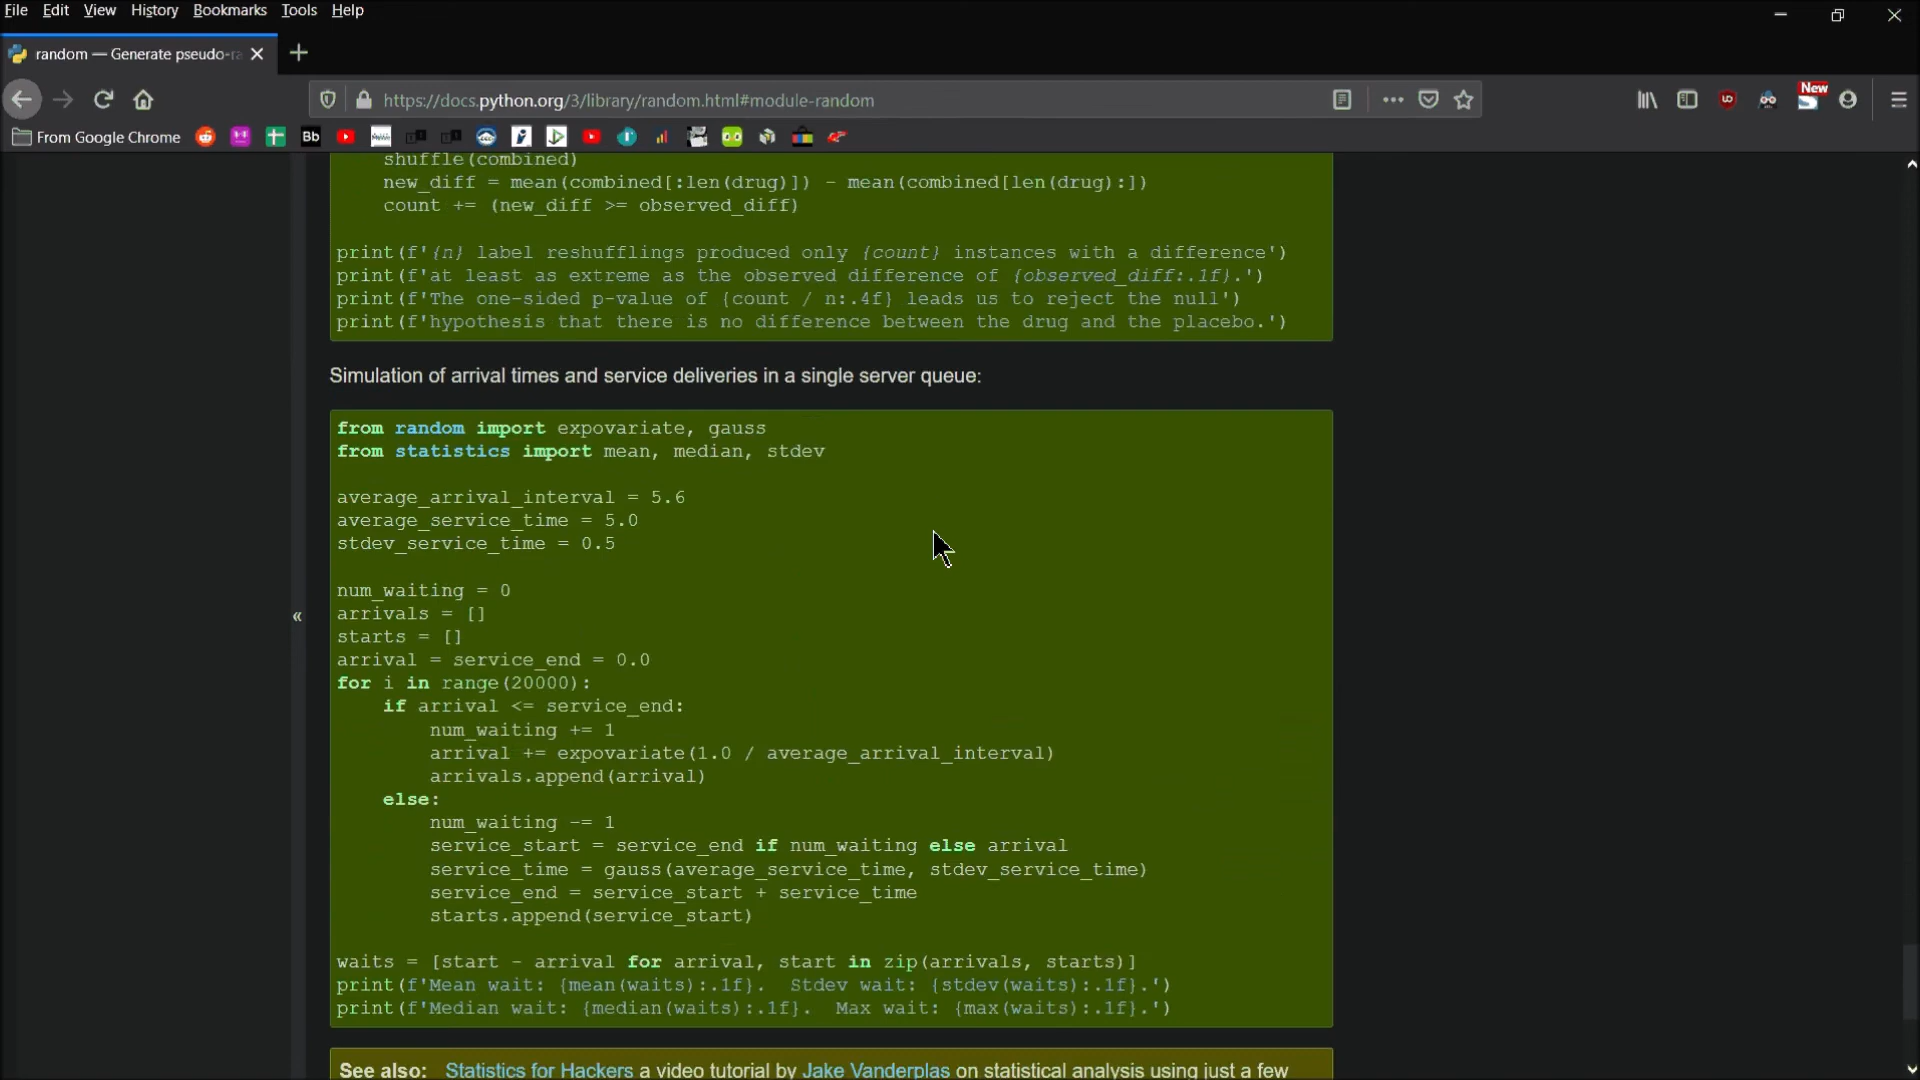 File Edit View History Bookmarks Tools Help
random — Generate pseudo-ra
https://docs.python.org/3/library/random.html#module-random
New
From Google Chrome
Bb
shuffle(combined)
new_diff = mean(combined[:len(drug)]) - mean(combined[len(drug):])
count += (new_diff >= observed_diff)
print(f'{n} label reshufflings produced only {count} instances with a difference')
print(f'at least as extreme as the observed difference of {observed_diff:.1f}.')
print(f'The one-sided p-value of {count / n:.4f} leads us to reject the null')
print(f'hypothesis that there is no difference between the drug and the placebo.')
Simulation of arrival times and service deliveries in a single server queue:
from random import expovariate, gauss
from statistics import mean, median, stdev
average_arrival_interval = 5.6
average_service_time = 5.0
stdev_service_time = 0.5
num_waiting = 0
arrivals = []
starts = []
arrival = service_end = 0.0
for i in range(20000):
if arrival <= service_end:
num_waiting += 1
arrival += expovariate(1.0 / average_arrival_interval)
arrivals.append(arrival)
else:
num_waiting -= 1
service_start = service_end if num_waiting else arrival
service_time = gauss(average_service_time, stdev_service_time)
service_end = service_start + service_time
starts.append(service_start)
waits = [start - arrival for arrival, start in zip(arrivals, starts)]
print(f'Mean wait: {mean(waits):.1f}.  Stdev wait: {stdev(waits):.1f}.')
print(f'Median wait: {median(waits):.1f}.  Max wait: {max(waits):.1f}.')
See also: Statistics for Hackers a video tutorial by Jake Vanderplas on statistical analysis using just a few